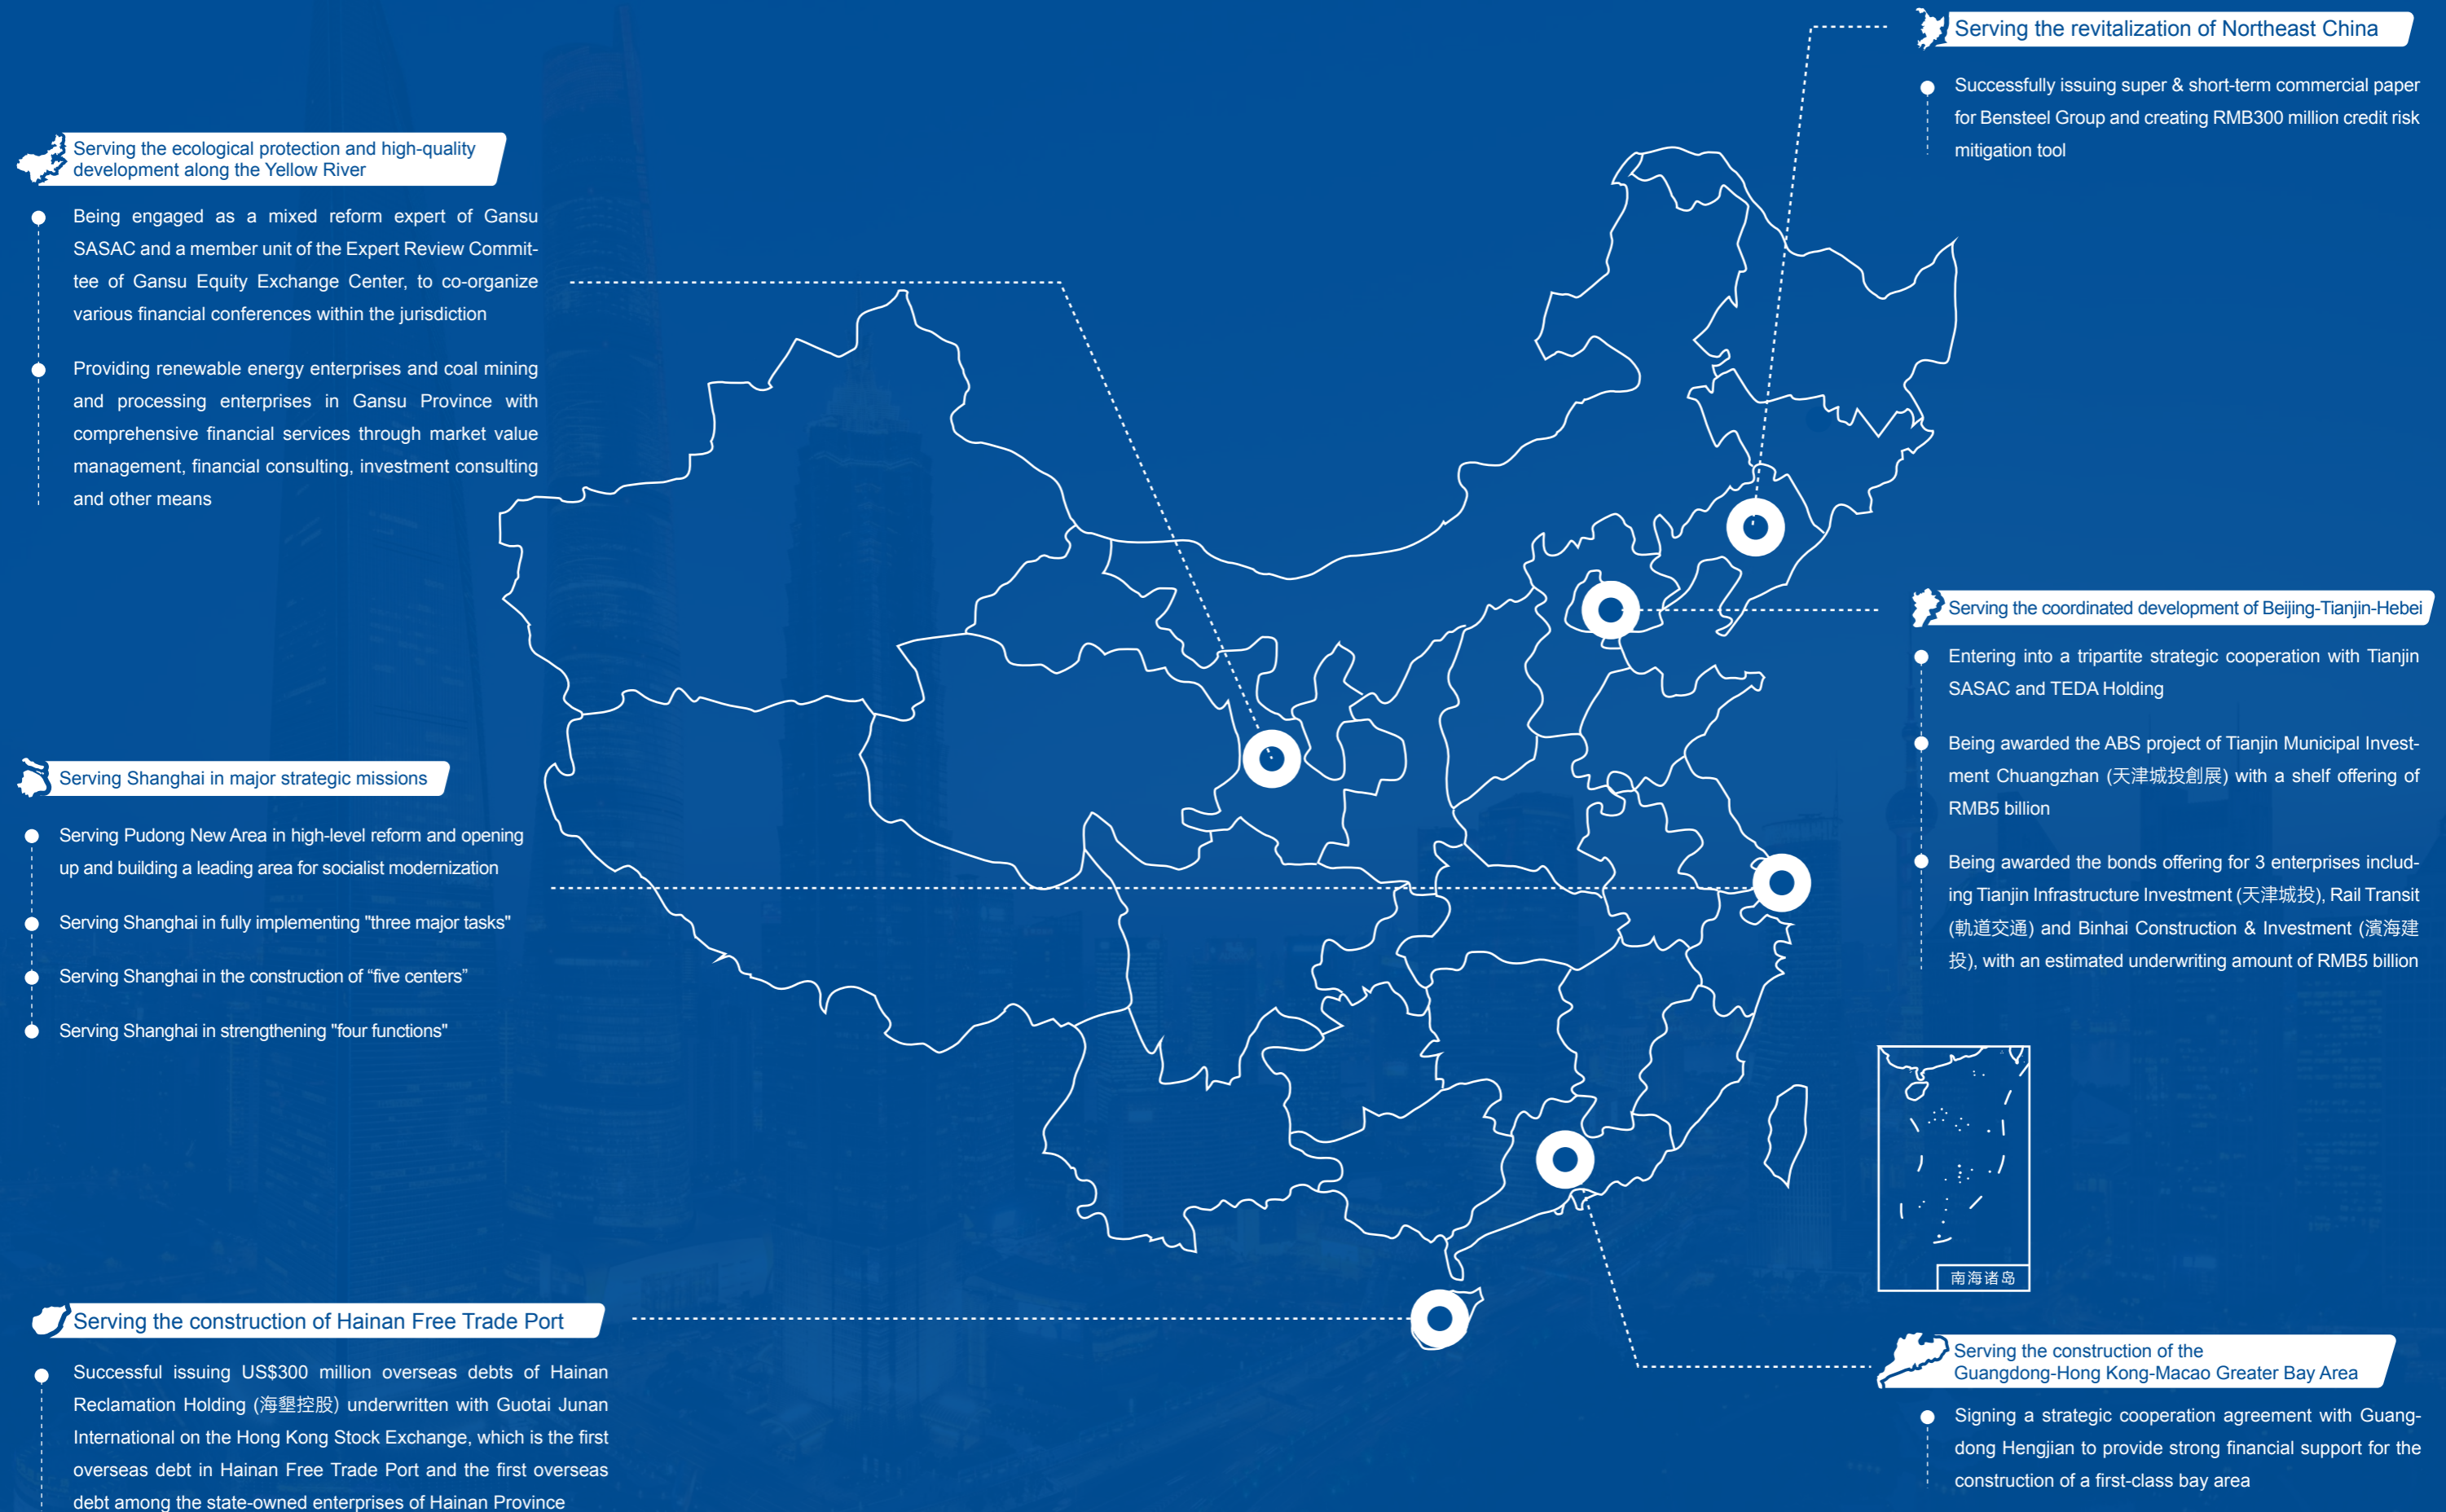 Serving the ecological protection and high-quality
development along the Yellow River
Being engaged as a mixed reform expert of Gansu
SASAC and a member unit of the Expert Review Commit-
tee of Gansu Equity Exchange Center, to co-organize
various financial conferences within the jurisdiction
Providing renewable energy enterprises and coal mining
and processing enterprises in Gansu Province with
comprehensive financial services through market value
management, financial consulting, investment consulting
and other means
Serving Shanghai in major strategic missions
Serving Pudong New Area in high-level reform and opening
up and building a leading area for socialist modernization
Serving Shanghai in fully implementing "three major tasks"
Serving Shanghai in the construction of “five centers”
Serving Shanghai in strengthening "four functions"
Serving the construction of Hainan Free Trade Port
Successful issuing US$300 million overseas debts of Hainan
Reclamation Holding (海墾控股) underwritten with Guotai Junan
International on the Hong Kong Stock Exchange, which is the first
overseas debt in Hainan Free Trade Port and the first overseas
debt among the state-owned enterprises of Hainan Province
Serving the revitalization of Northeast China
Successfully issuing super & short-term commercial paper
for Bensteel Group and creating RMB300 million credit risk
mitigation tool
Serving the coordinated development of Beijing-Tianjin-Hebei
Entering into a tripartite strategic cooperation with Tianjin
SASAC and TEDA Holding
Being awarded the ABS project of Tianjin Municipal Invest-
ment Chuangzhan (天津城投創展) with a shelf offering of
RMB5 billion
Being awarded the bonds offering for 3 enterprises includ-
ing Tianjin Infrastructure Investment (天津城投), Rail Transit
(軌道交通) and Binhai Construction & Investment (濱海建
投), with an estimated underwriting amount of RMB5 billion
南海诸岛
Serving the construction of the
Guangdong-Hong Kong-Macao Greater Bay Area
Signing a strategic cooperation agreement with Guang-
dong Hengjian to provide strong financial support for the
construction of a first-class bay area